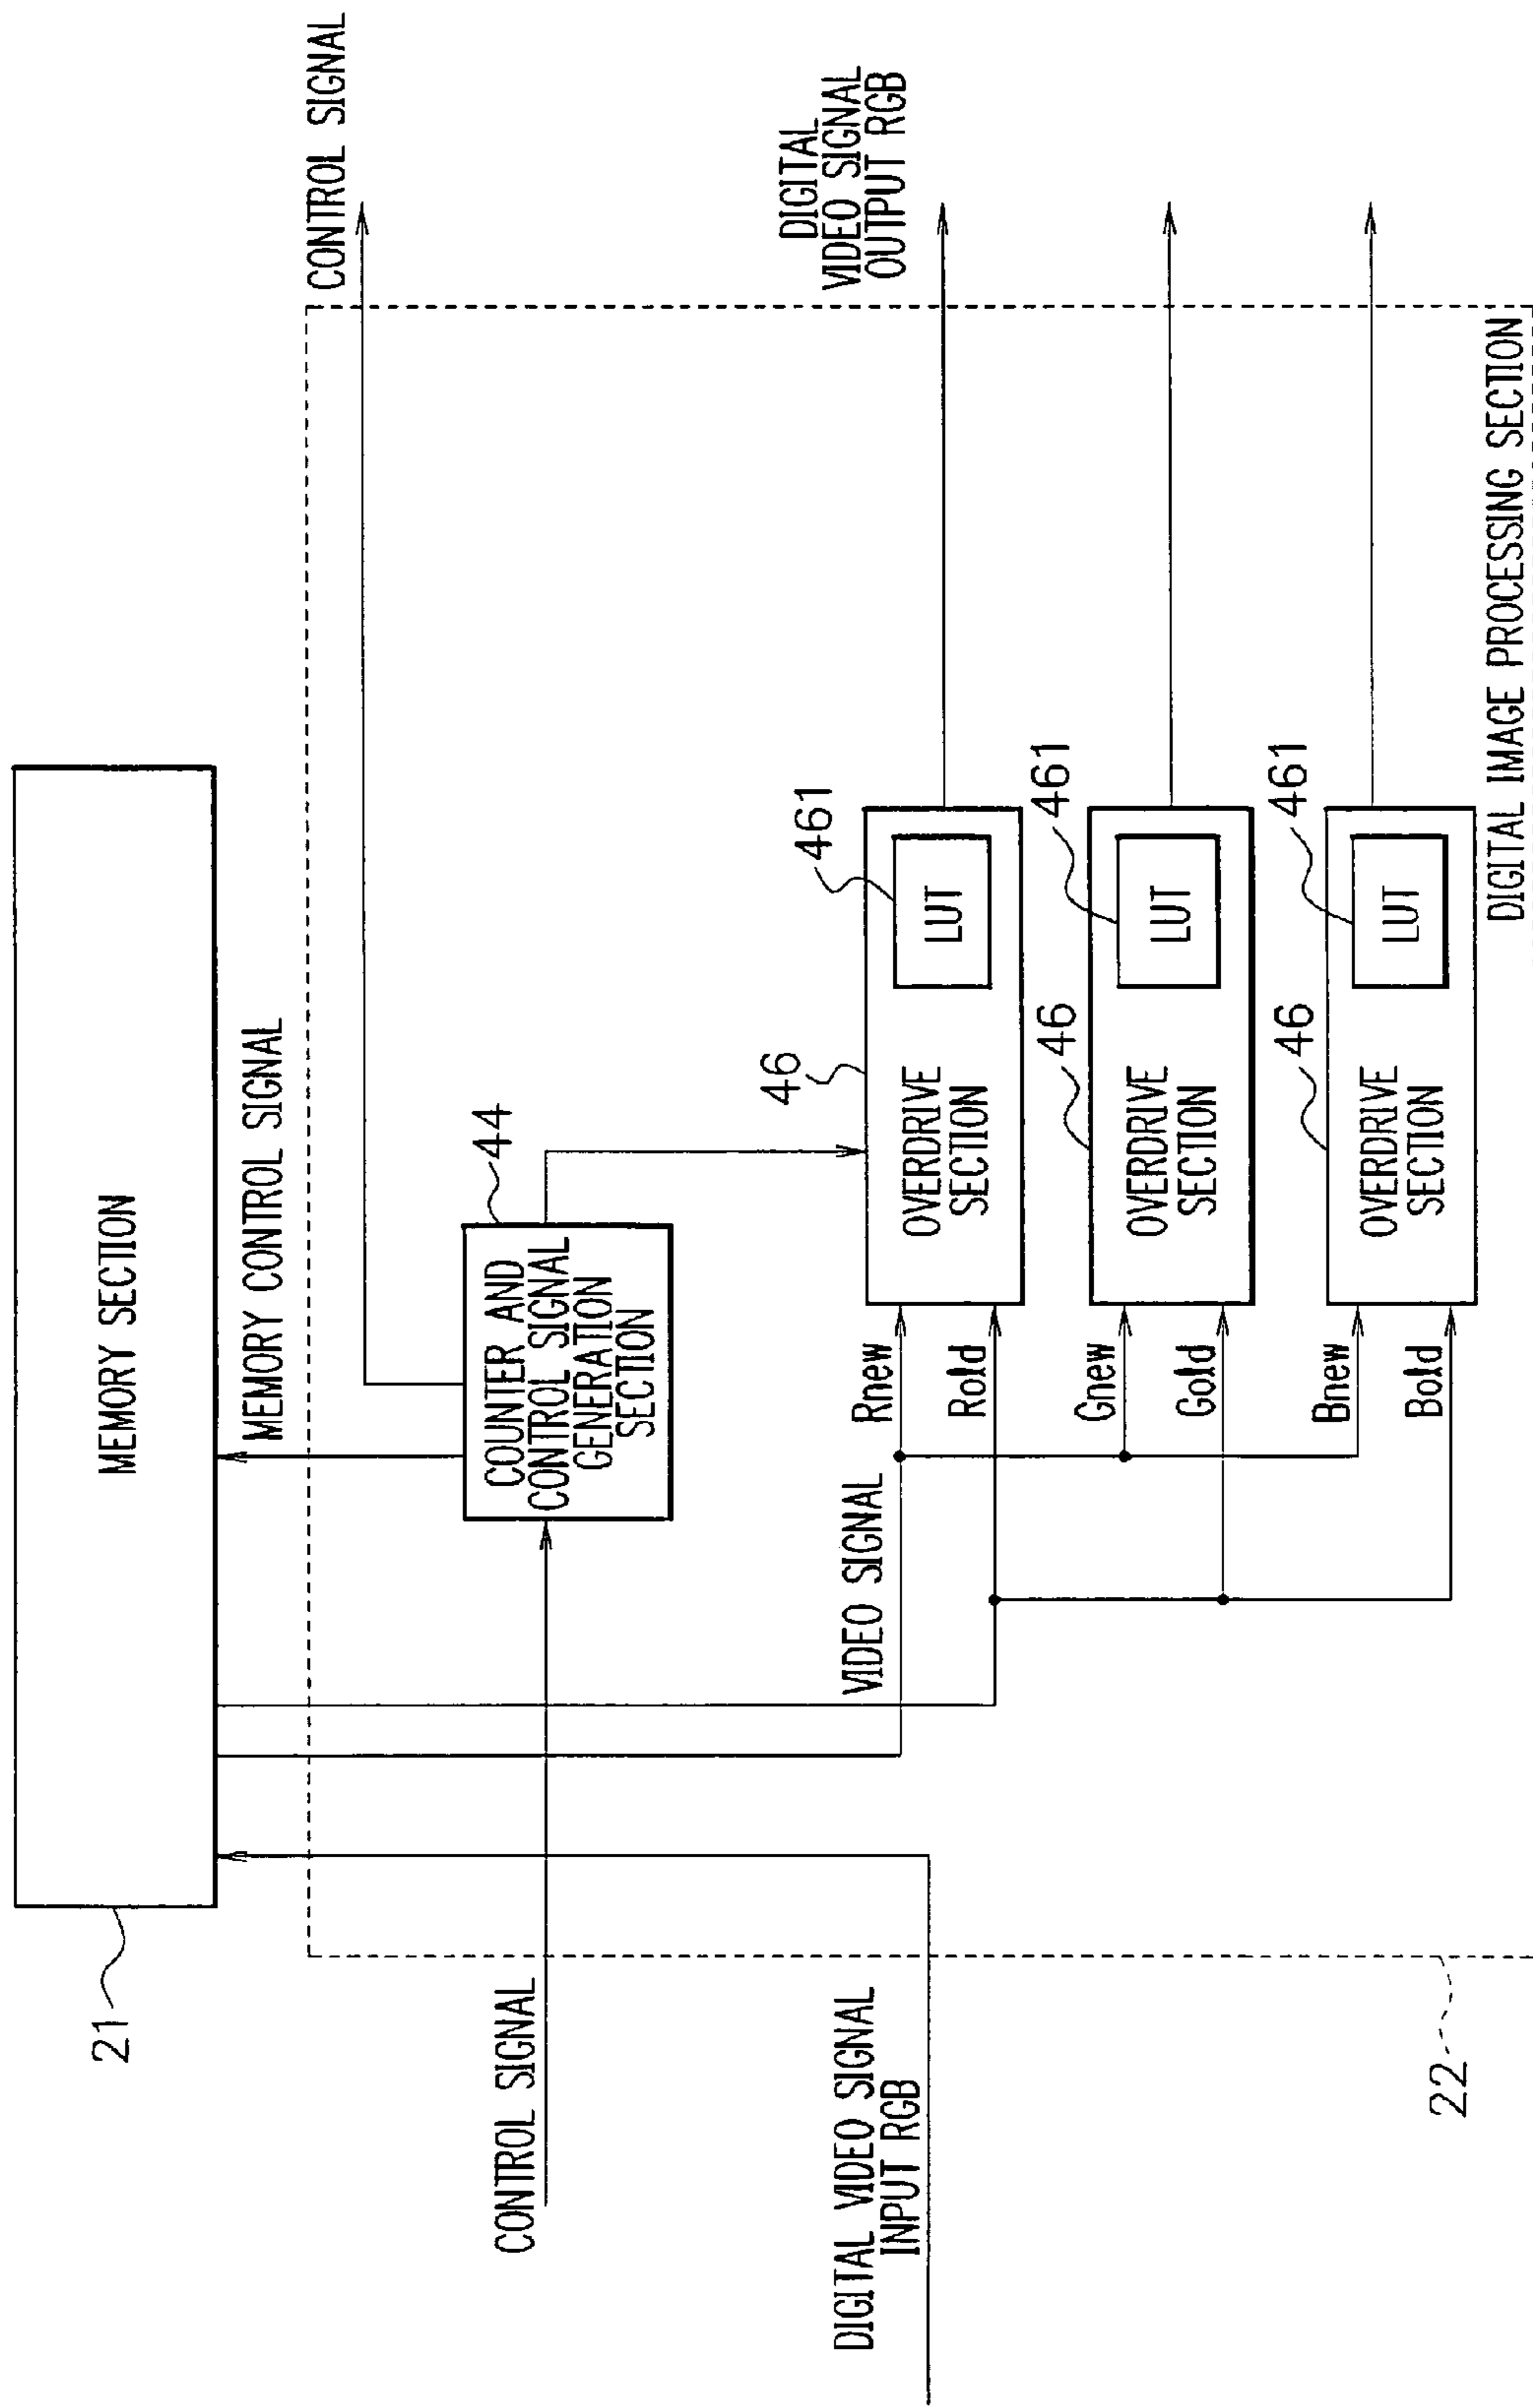 21
MEMORY SECTION
MEMORY CONTROL SIGNAL
CONTROL SIGNAL
CONTROL SIGNAL
44
COUNTER AND
CONTROL SIGNAL
GENERATION
SECTION
DIGITAL VIDEO SIGNAL
INPUT RGB
VIDEO SIGNAL
DIGITAL
VIDEO SIGNAL
OUTPUT RGB
46
461
Rnew
Rold
OVERDRIVE
SECTION
LUT
46
461
Gnew
Gold
OVERDRIVE
SECTION
LUT
46
461
Bnew
Bold
OVERDRIVE
SECTION
LUT
22
DIGITAL IMAGE PROCESSING SECTION